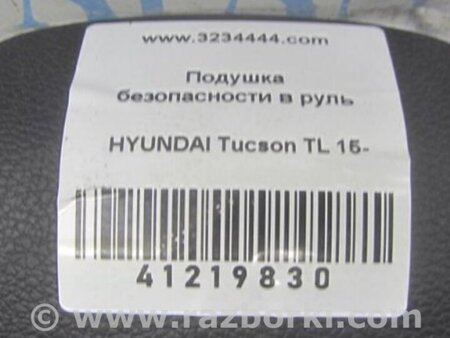 www.3234444.com
Подушка
безопасности в руль
HYUNDAI Tucson TL 15-
41219830
© www.razborki.com